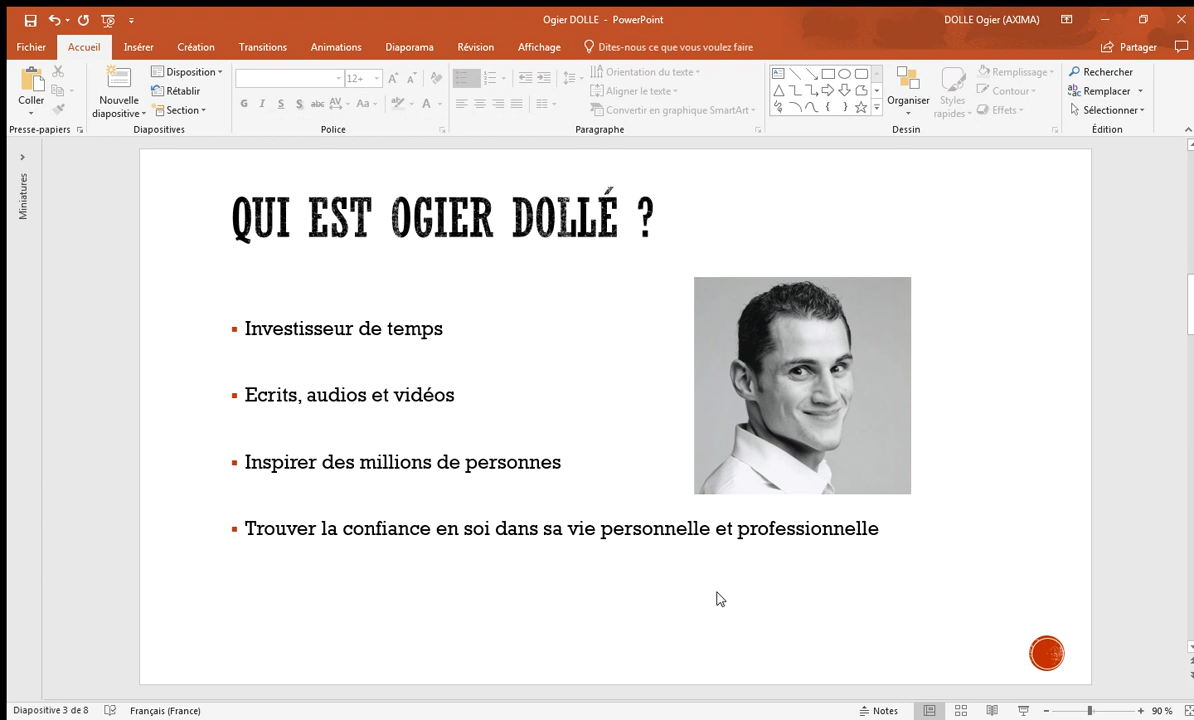 Ogier DOLLE - PowerPoint
DOLLE Ogier (AXIMA)
Fichier Accueil Insérer Création Transitions Animations Diaporama Révision Affichage Dites-nous ce que vous voulez faire Partager
Coller
Presse-papiers
Nouvelle
diapositive
Disposition
Rétablir
Section
Diapositives
12+
G I S S abc AV Aa A
Police
Orientation du texte
Aligner le texte
Convertir en graphique SmartArt
Paragraphe
Organiser
Styles
rapides
Remplissage
Contour
Effets
Dessin
Rechercher
Remplacer
Sélectionner
Édition
Miniatures
QUI EST OGIER DOLLÉ ?
Investisseur de temps
Ecrits, audios et vidéos
Inspirer des millions de personnes
Trouver la confiance en soi dans sa vie personnelle et professionnelle
Diapositive 3 de 8 Français (France) Notes 90 %